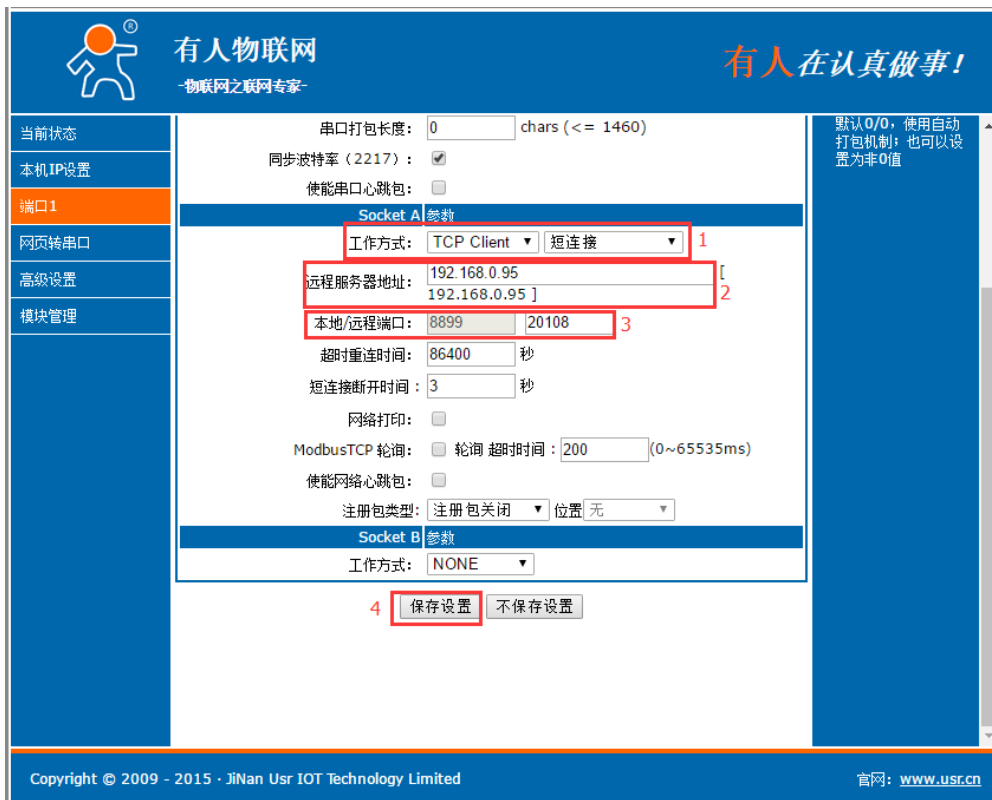 ®
有人物联网
-物联网之联网专家-
有人在认真做事!
当前状态
本机IP设置
端口1
网页转串口
高级设置
模块管理
串口打包长度: 0 chars (<= 1460)
同步波特率(2217):
使能串口心跳包:
Socket A 参数
工作方式: TCP Client 短连接 1
远程服务器地址: 192.168.0.95 [
192.168.0.95 ] 2
本地/远程端口: 8899 20108 3
超时重连时间: 86400 秒
短连接断开时间: 3 秒
网络打印:
ModbusTCP 轮询: 轮询 超时时间: 200 (0~65535ms)
使能网络心跳包:
注册包类型: 注册包关闭 位置 无
Socket B 参数
工作方式: NONE
4 保存设置 不保存设置
默认0/0,使用自动
打包机制;也可以设
置为非0值
Copyright © 2009 - 2015 · JiNan Usr IOT Technology Limited
官网: www.usr.cn